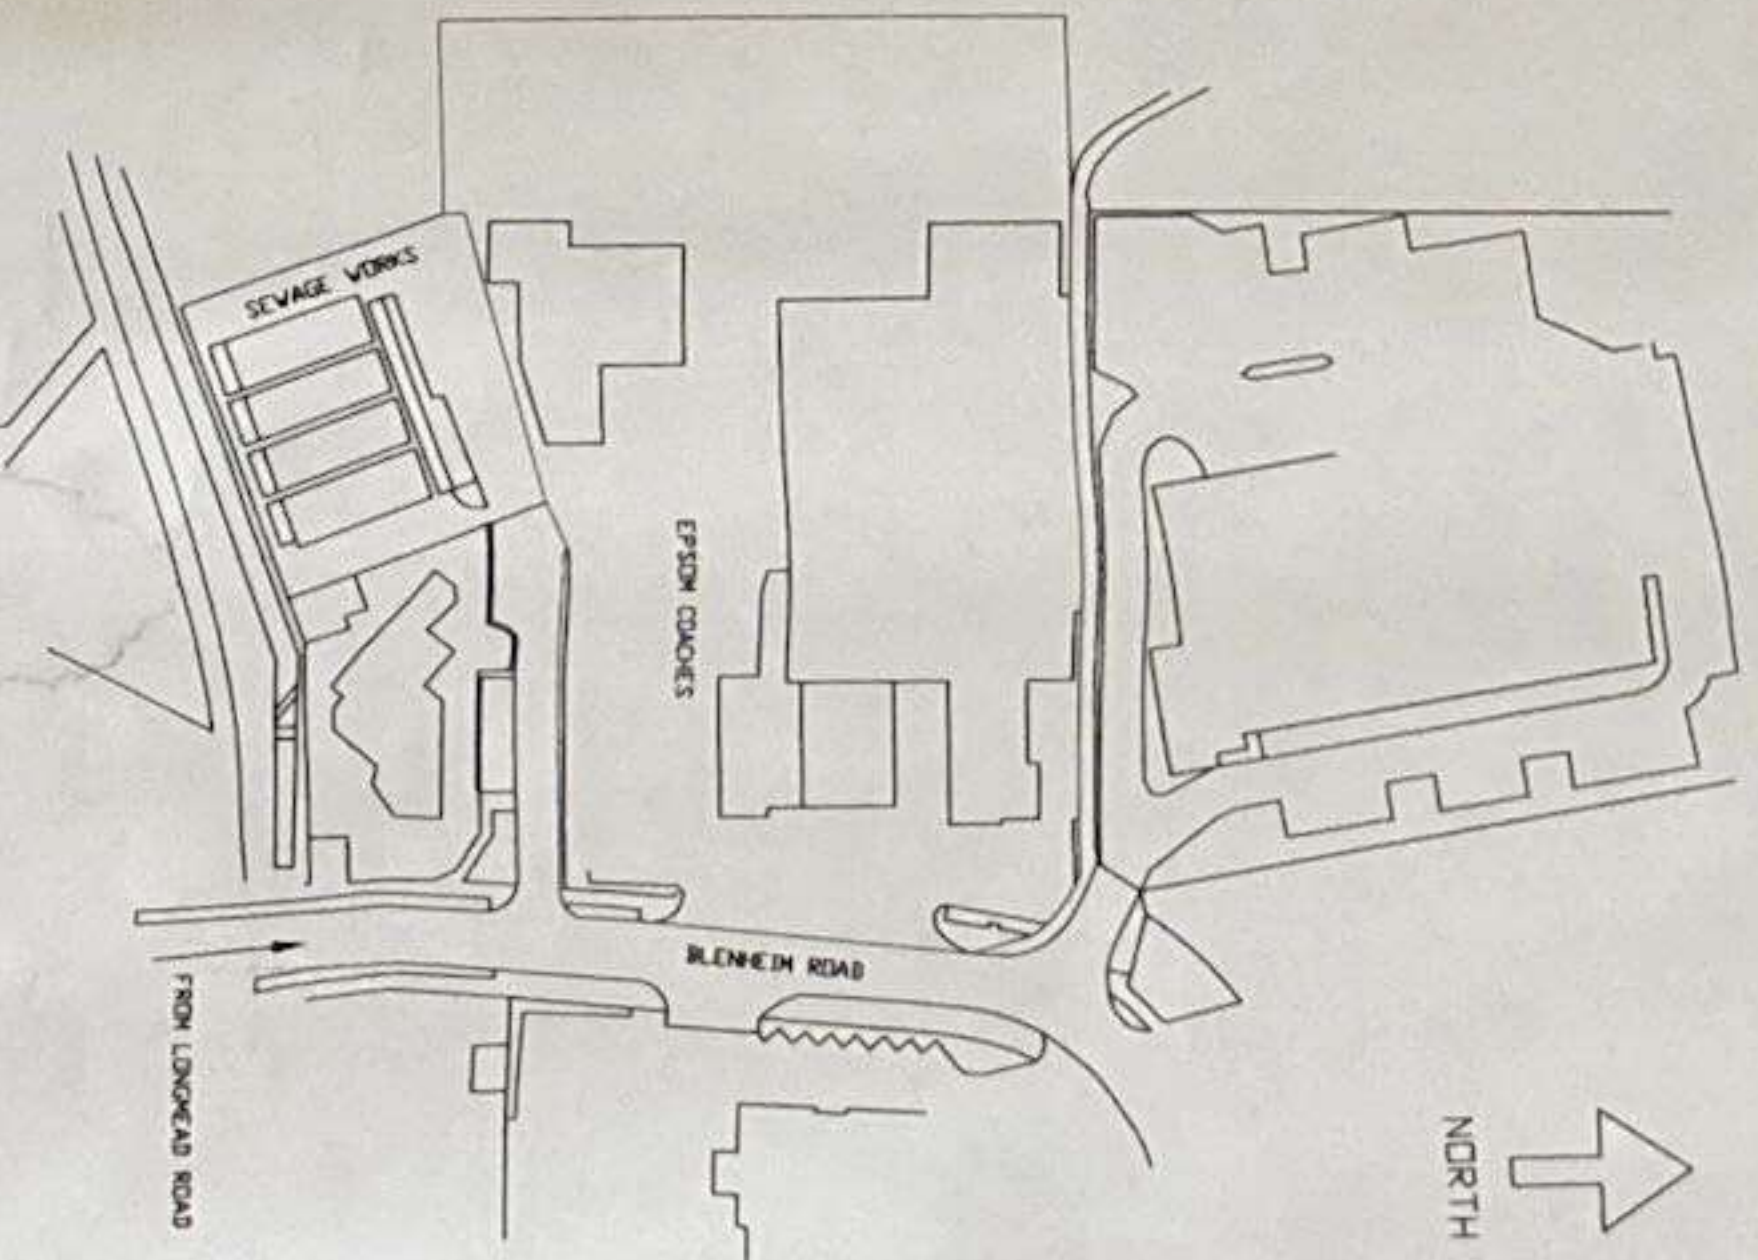 SEWAGE WORKS
EPSOM COACHES
BLENHEIM ROAD
FROM LONGMEAD ROAD
NORTH